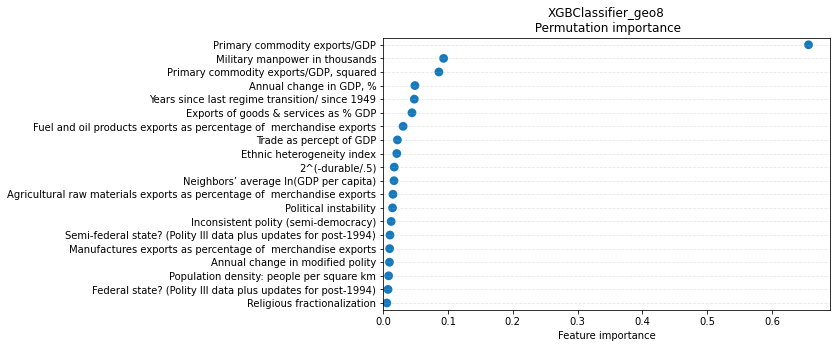 XGBClassifier_geo8
Permutation importance
Primary commodity exports/GDP
Military manpower in thousands
Primary commodity exports/GDP, squared
Annual change in GDP, %
Years since last regime transition/ since 1949
Exports of goods & services as % GDP
Fuel and oil products exports as percentage of  merchandise exports
Trade as percept of GDP
Ethnic heterogeneity index
2^(-durable/.5)
Neighbors’ average ln(GDP per capita)
Agricultural raw materials exports as percentage of  merchandise exports
Political instability
Inconsistent polity (semi-democracy)
Semi-federal state? (Polity III data plus updates for post-1994)
Manufactures exports as percentage of  merchandise exports
Annual change in modified polity
Population density: people per square km
Federal state? (Polity III data plus updates for post-1994)
Religious fractionalization
0.0 0.1 0.2 0.3 0.4 0.5 0.6
Feature importance